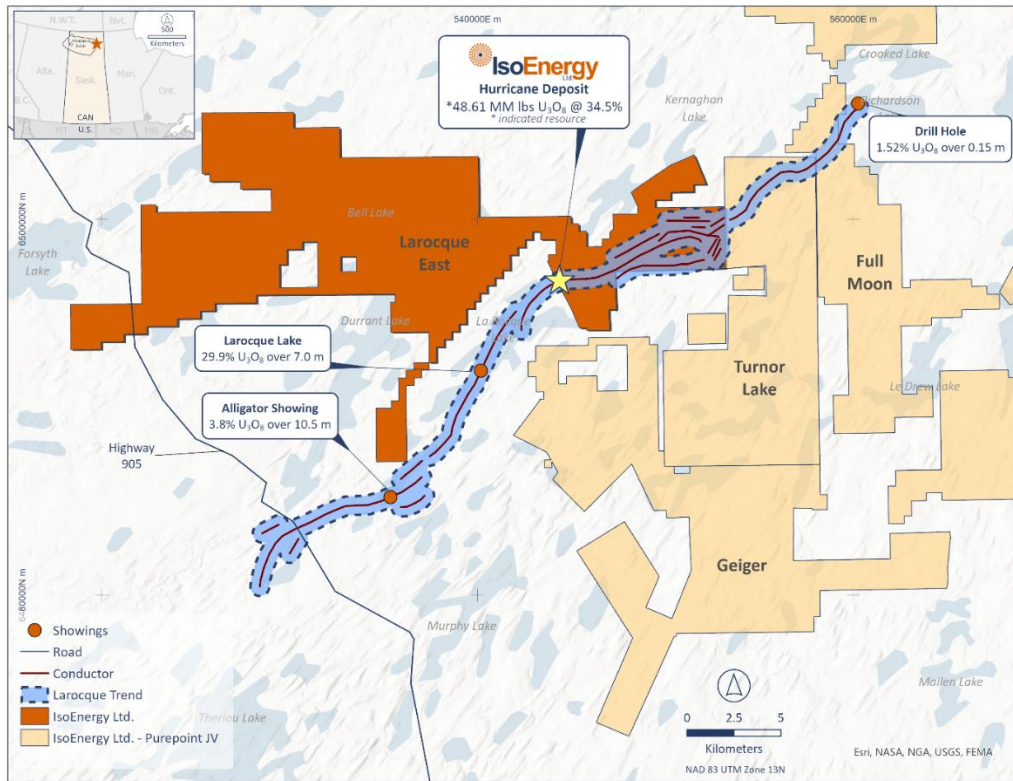 540000E m
560000E m
N.W.T.
Nvt.
500
Kilometers
Alta.
Sask.
Man.
Ont.
B.C.
CAN
U.S.
MT
ND
MN
IsoEnergy
Ltd.
Hurricane Deposit
*48.61 MM lbs U₃O₈ @ 34.5%
* indicated resource
Crooked Lake
Kernaghan
Lake
Richardson
Drill Hole
1.52% U₃O₈ over 0.15 m
6500000N m
Bell Lake
Forsyth
Lake
Larocque
East
Full
Moon
Durrant Lake
Larocque Lake
29.9% U₃O₈ over 7.0 m
Turnor
Lake
Le Drew Lake
Alligator Showing
3.8% U₃O₈ over 10.5 m
Highway
905
Geiger
6480000N m
Murphy Lake
Mallen Lake
Theriou Lake
Showings
Road
Conductor
Larocque Trend
IsoEnergy Ltd.
IsoEnergy Ltd. - Purepoint JV
0 2.5 5
Kilometers
NAD 83 UTM Zone 13N
Esri, NASA, NGA, USGS, FEMA